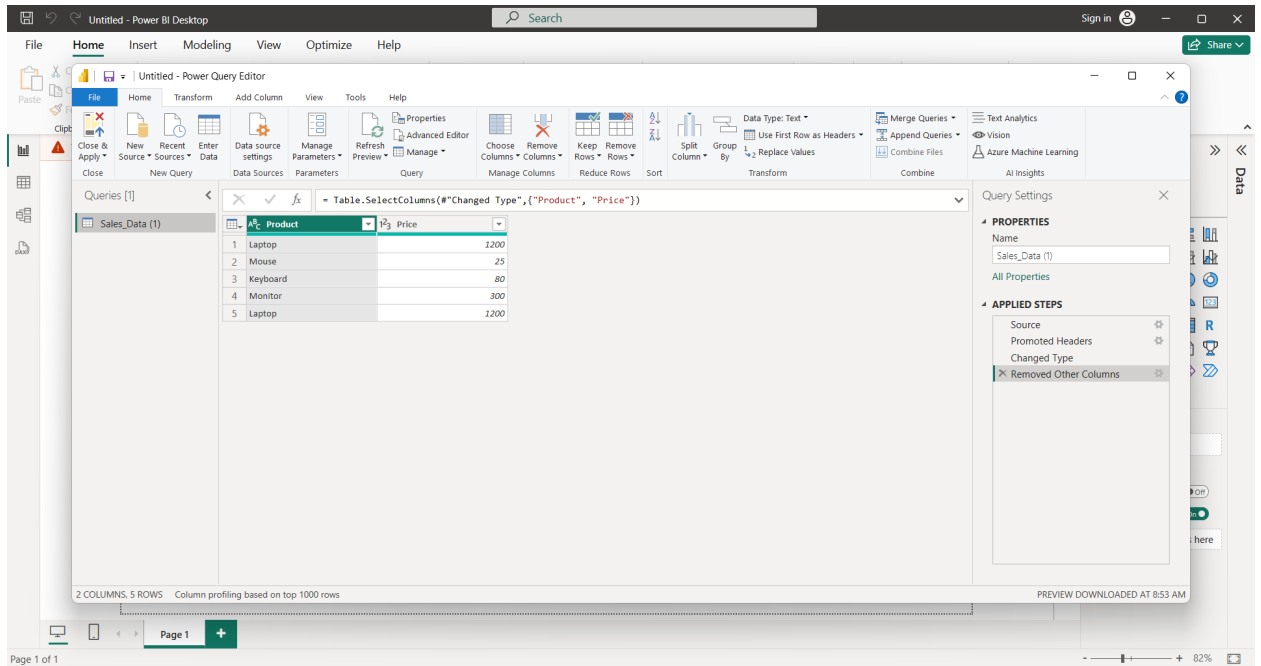 Untitled - Power BI Desktop
Search
Sign in
File Home Insert Modeling View Optimize Help
Share
Paste
Untitled - Power Query Editor
File Home Transform Add Column View Tools Help
Close & Apply
New Source
Recent Sources
Enter Data
Data source settings
Manage Parameters
Refresh Preview
Properties
Advanced Editor
Manage
Choose Columns
Remove Columns
Keep Rows
Remove Rows
Split Column
Group By
Data Type: Text
Use First Row as Headers
Replace Values
Merge Queries
Append Queries
Combine Files
Text Analytics
Vision
Azure Machine Learning
Close New Query Data Sources Parameters Query Manage Columns Reduce Rows Sort Transform Combine AI Insights
Data
Queries [1]
fx = Table.SelectColumns(#"Changed Type",{"Product", "Price"})
Query Settings
Sales_Data (1)
Product Price
1 Laptop 1200
2 Mouse 25
3 Keyboard 80
4 Monitor 300
5 Laptop 1200
PROPERTIES
Name
Sales_Data (1)
All Properties
APPLIED STEPS
Source
Promoted Headers
Changed Type
Removed Other Columns
R
Off
here
2 COLUMNS, 5 ROWS Column profiling based on top 1000 rows
PREVIEW DOWNLOADED AT 8:53 AM
Page 1
Page 1 of 1
82%